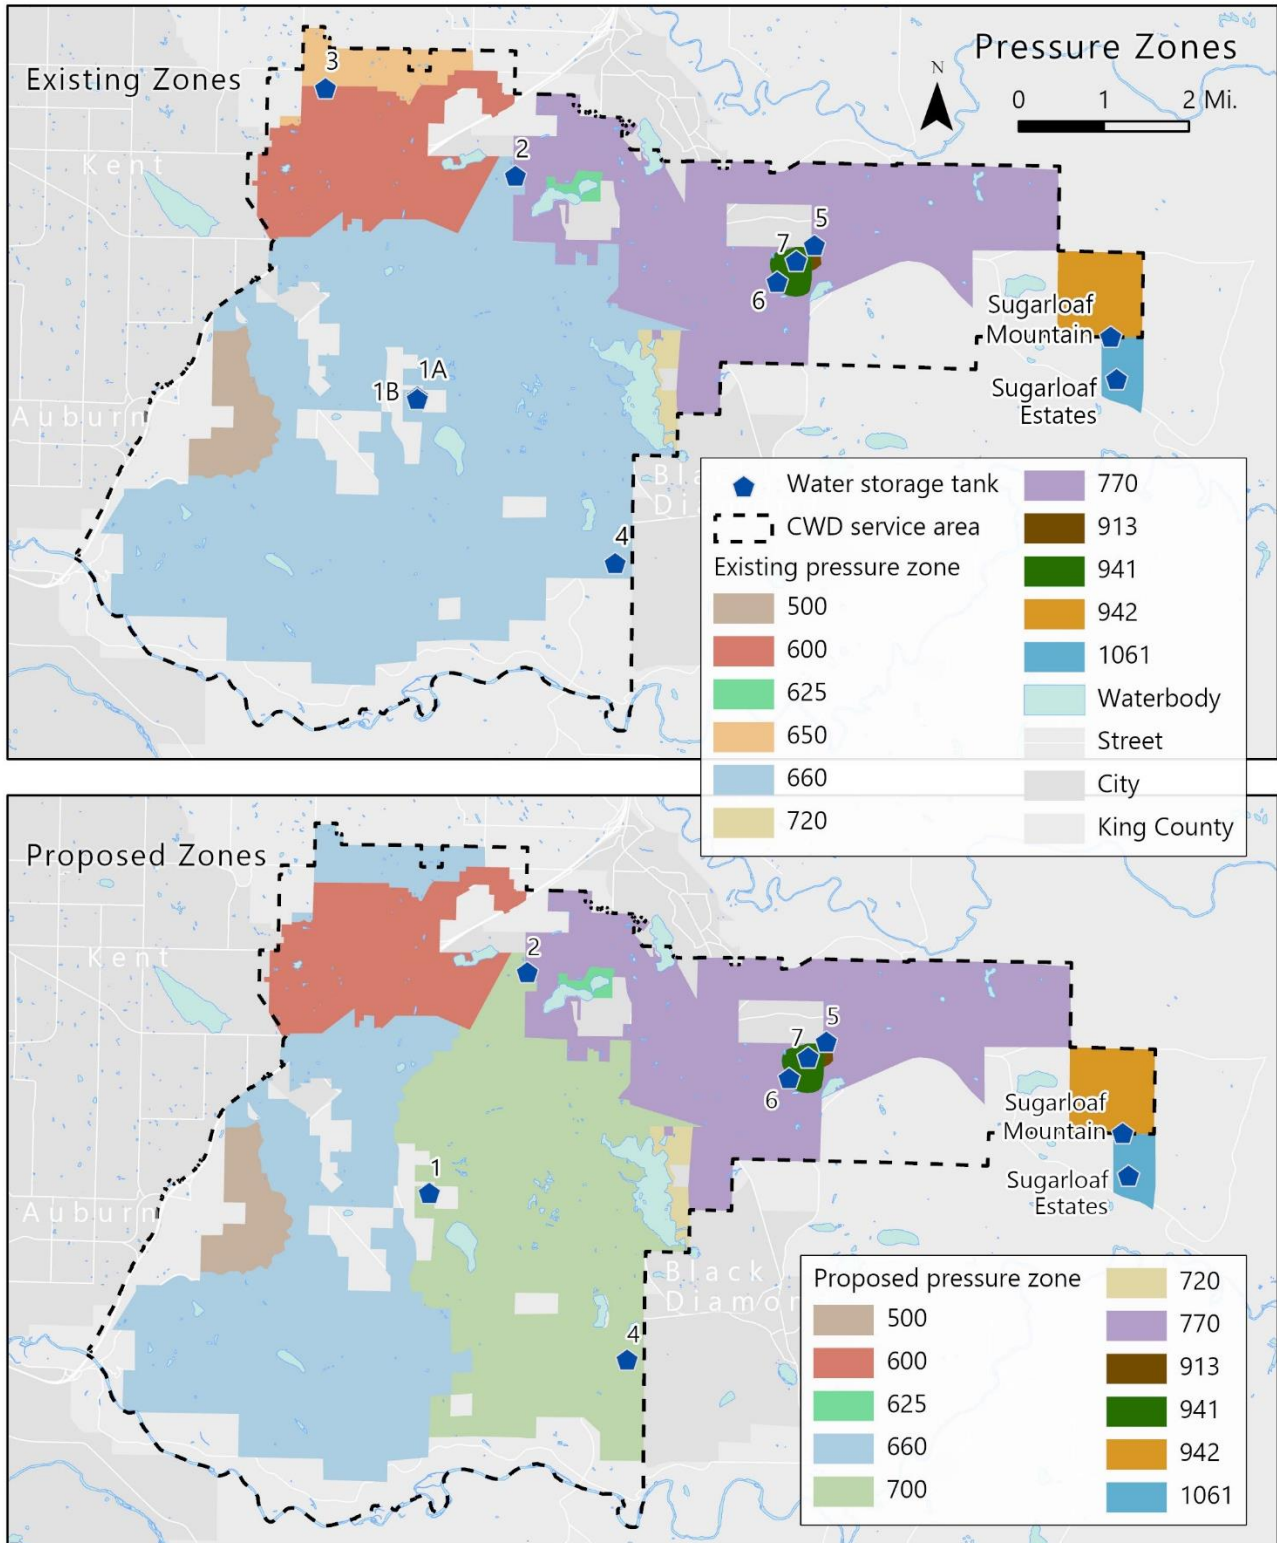 Pressure Zones
Existing Zones
N
0 1 2 Mi.
3
Kent
2
5
7
6
Sugarloaf
Mountain
1A
1B
Sugarloaf
Estates
Auburn
4
Water storage tank
CWD service area
Existing pressure zone
500
600
625
650
660
720
770
913
941
942
1061
Waterbody
Street
City
King County
Proposed Zones
Kent
2
5
7
6
Sugarloaf
Mountain
1
Sugarloaf
Estates
Auburn
Black
4
Proposed pressure zone
500
600
625
660
700
720
770
913
941
942
1061